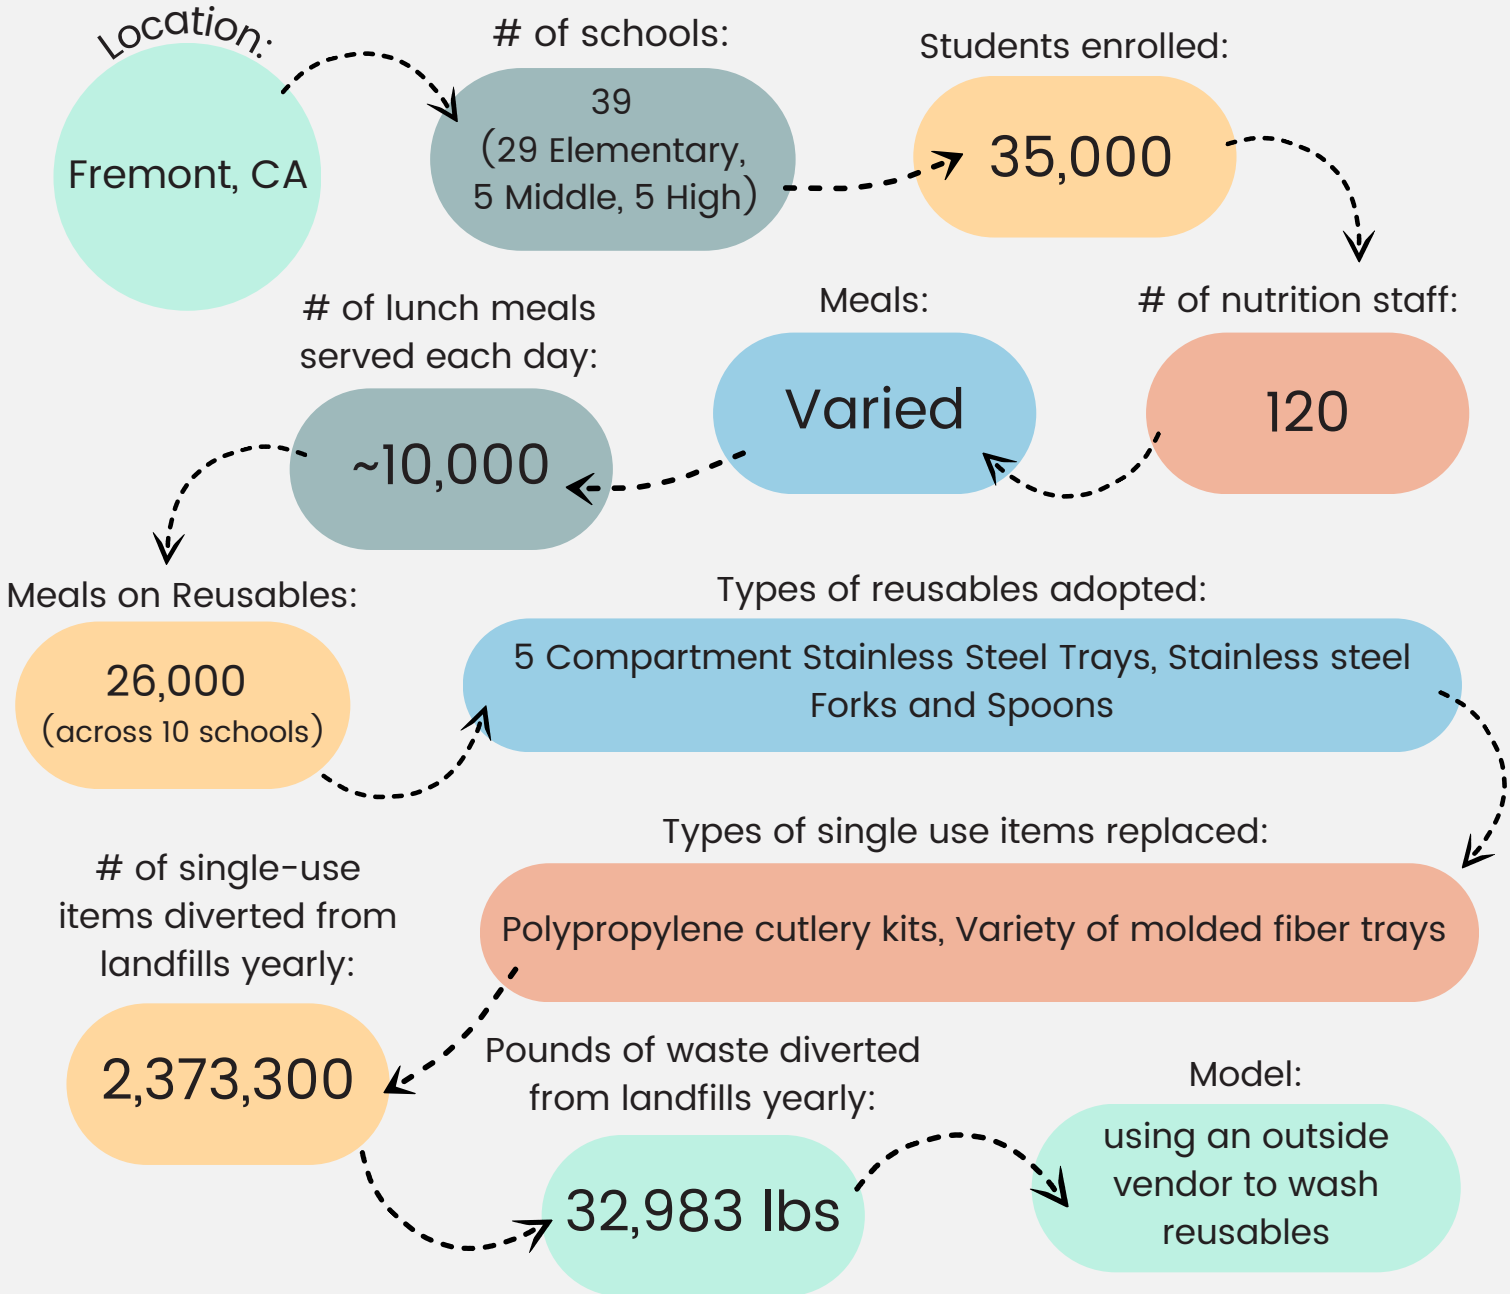 Location:
Fremont, CA
# of schools:
39
(29 Elementary,
5 Middle, 5 High)
Students enrolled:
35,000
# of nutrition staff:
120
Meals:
Varied
# of lunch meals
served each day:
~10,000
Meals on Reusables:
26,000
(across 10 schools)
Types of reusables adopted:
5 Compartment Stainless Steel Trays, Stainless steel
Forks and Spoons
Types of single use items replaced:
Polypropylene cutlery kits, Variety of molded fiber trays
# of single-use
items diverted from
landfills yearly:
2,373,300
Pounds of waste diverted
from landfills yearly:
32,983 lbs
Model:
using an outside
vendor to wash
reusables